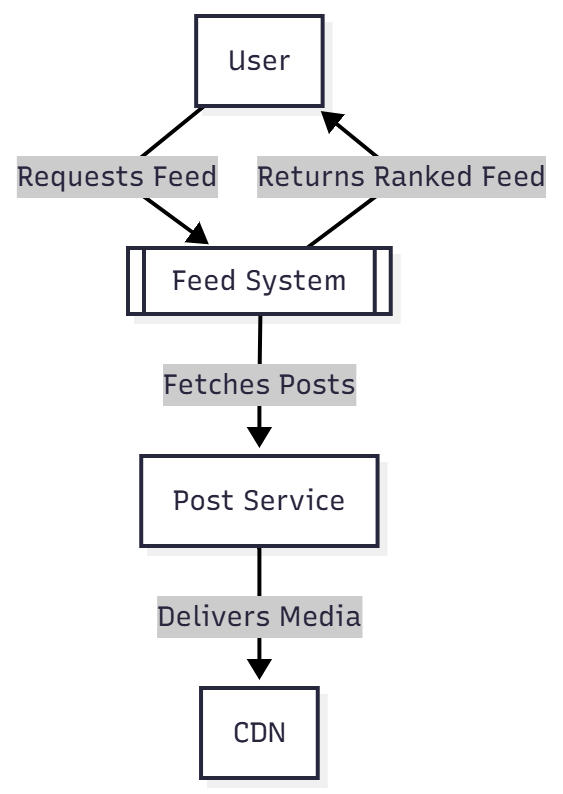 User
Requests Feed
Returns Ranked Feed
Feed System
Fetches Posts
Post Service
Delivers Media
CDN